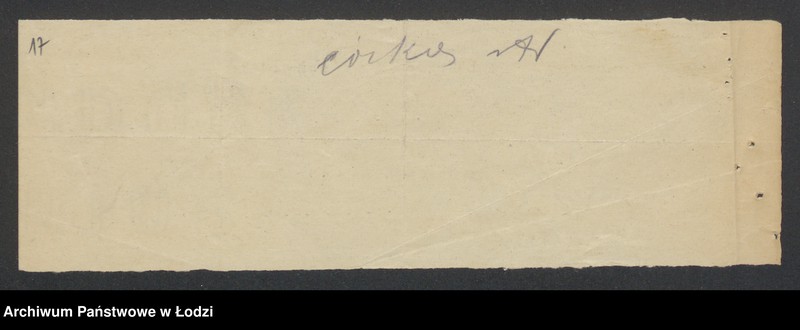 17
córka
Archiwum Państwowe w Łodzi